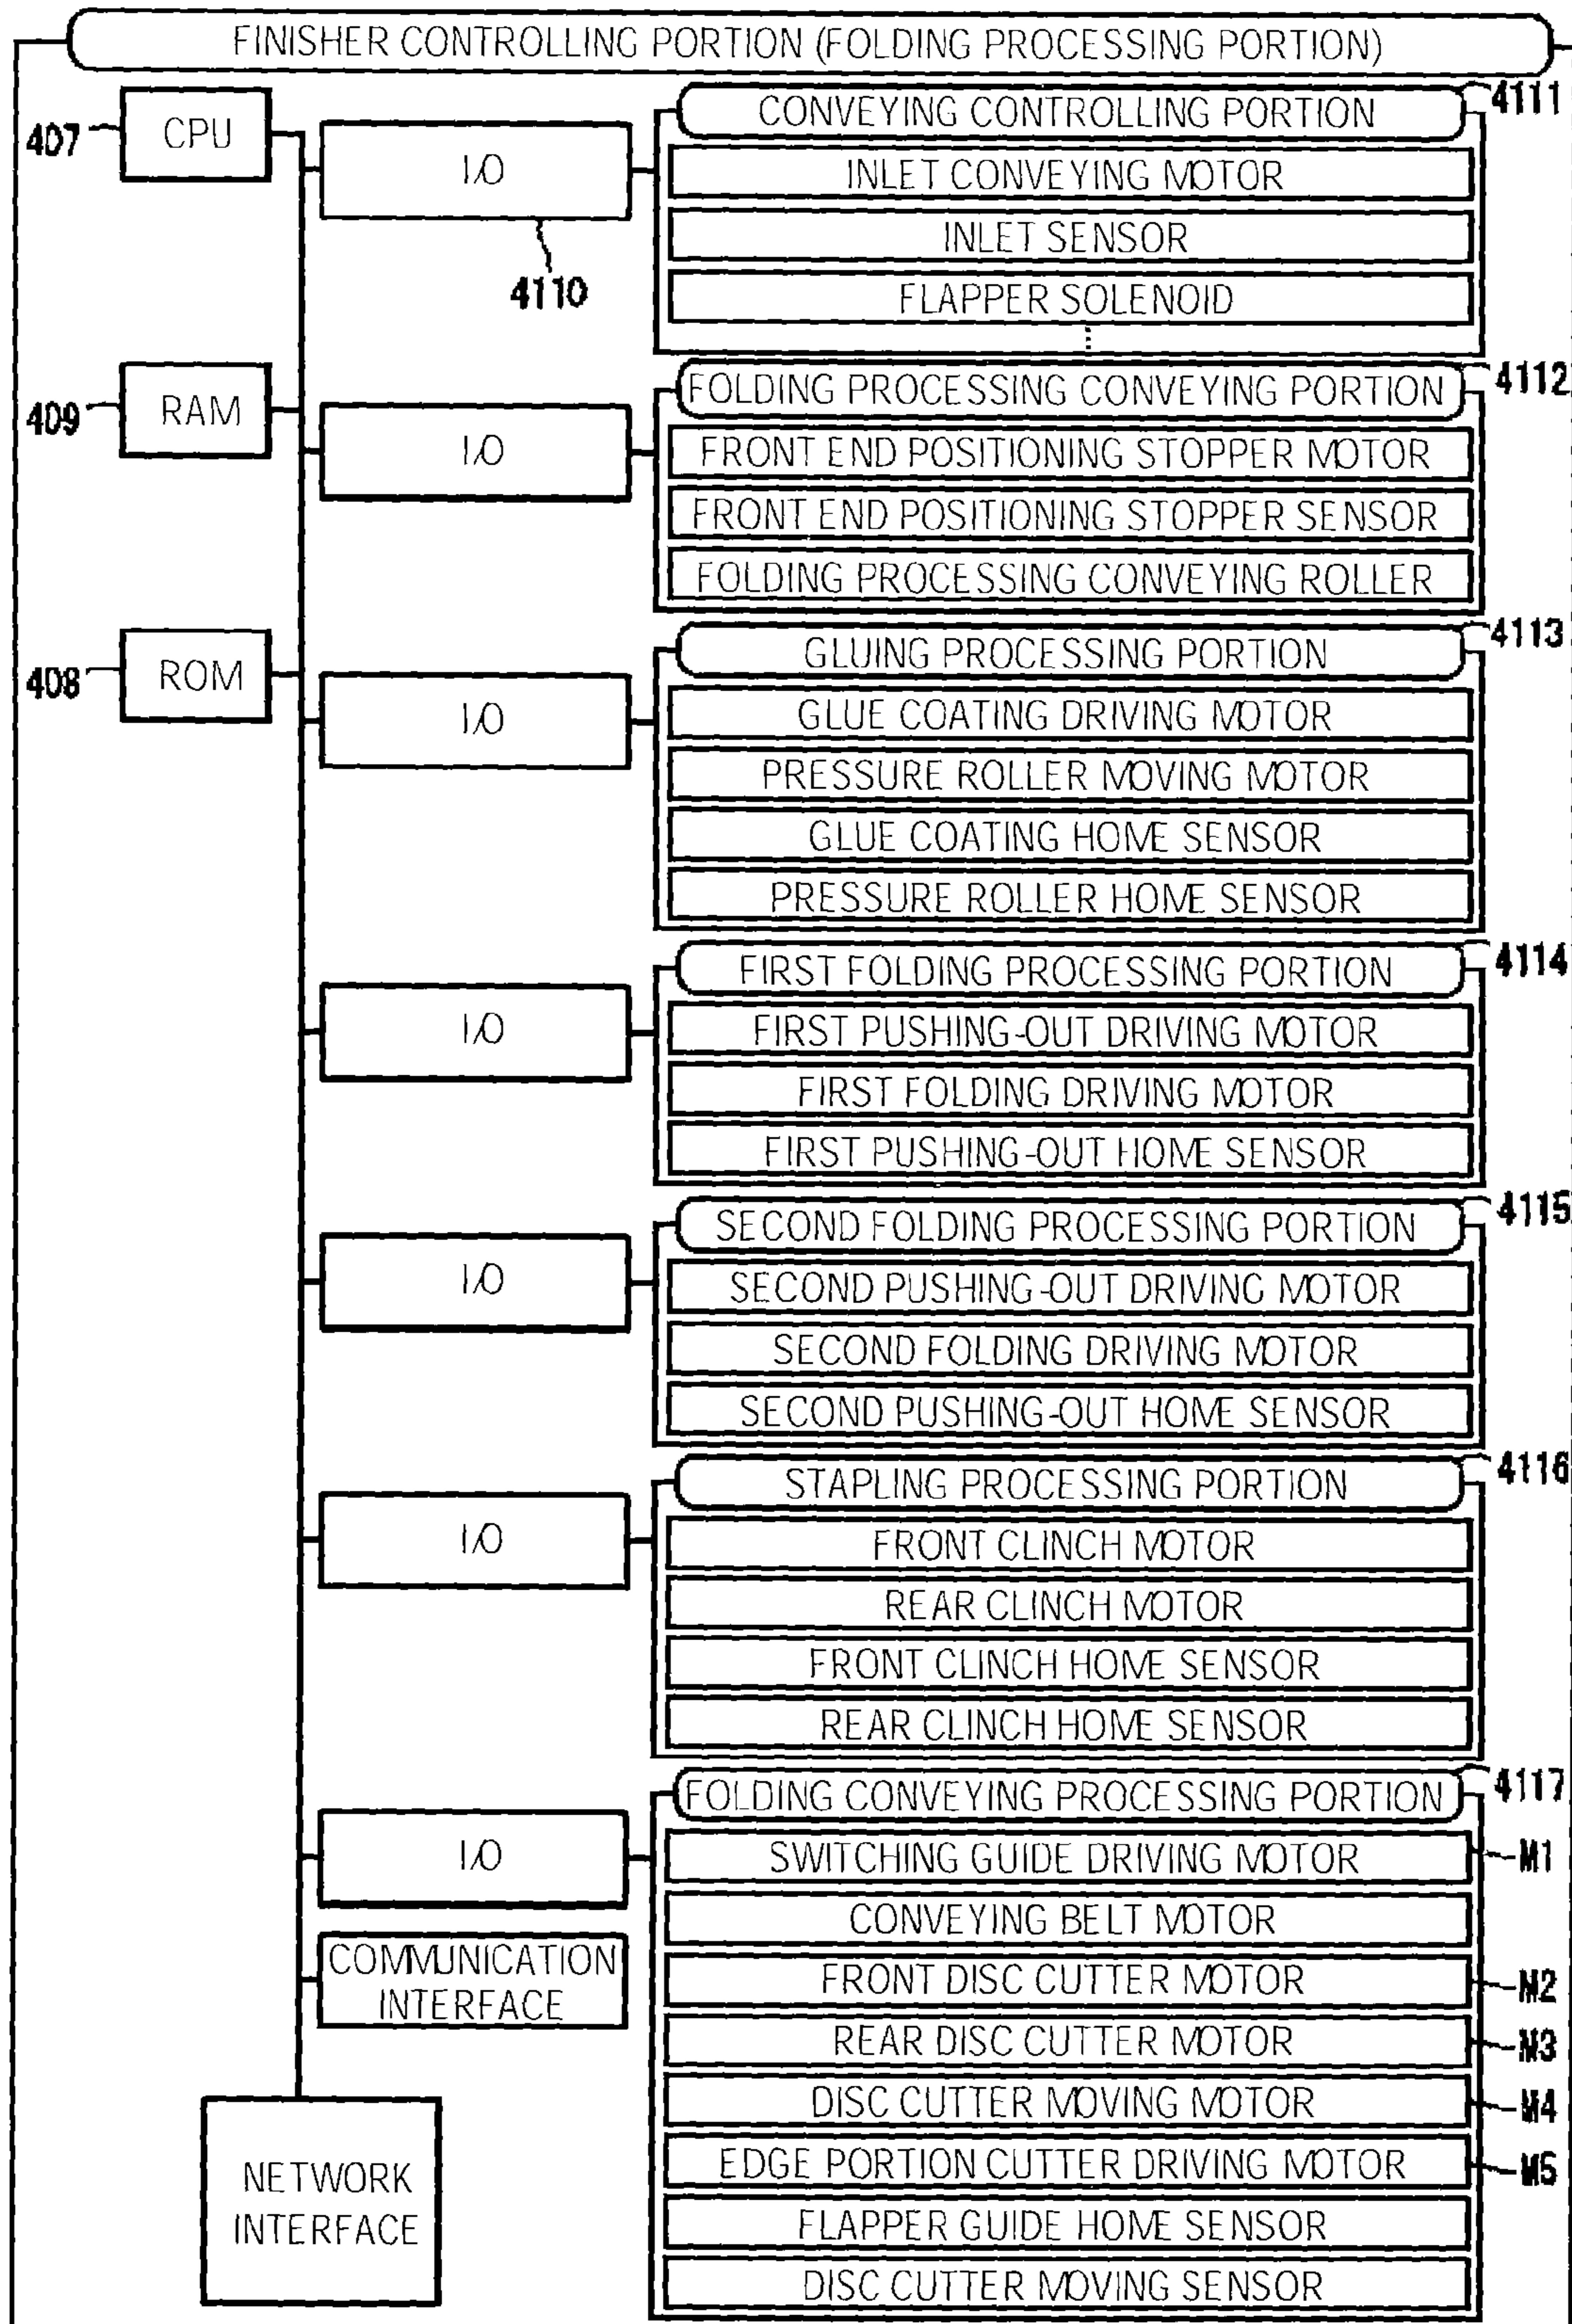 FINISHER CONTROLLING PORTION (FOLDING PROCESSING PORTION)
407
CPU
I/O
4110
CONVEYING CONTROLLING PORTION
4111
INLET CONVEYING MOTOR
INLET SENSOR
FLAPPER SOLENOID
409
RAM
I/O
FOLDING PROCESSING CONVEYING PORTION
4112
FRONT END POSITIONING STOPPER MOTOR
FRONT END POSITIONING STOPPER SENSOR
FOLDING PROCESSING CONVEYING ROLLER
408
ROM
I/O
GLUING PROCESSING PORTION
4113
GLUE COATING DRIVING MOTOR
PRESSURE ROLLER MOVING MOTOR
GLUE COATING HOME SENSOR
PRESSURE ROLLER HOME SENSOR
I/O
FIRST FOLDING PROCESSING PORTION
4114
FIRST PUSHING-OUT DRIVING MOTOR
FIRST FOLDING DRIVING MOTOR
FIRST PUSHING-OUT HOME SENSOR
I/O
SECOND FOLDING PROCESSING PORTION
4115
SECOND PUSHING-OUT DRIVING MOTOR
SECOND FOLDING DRIVING MOTOR
SECOND PUSHING-OUT HOME SENSOR
I/O
STAPLING PROCESSING PORTION
4116
FRONT CLINCH MOTOR
REAR CLINCH MOTOR
FRONT CLINCH HOME SENSOR
REAR CLINCH HOME SENSOR
I/O
FOLDING CONVEYING PROCESSING PORTION
4117
SWITCHING GUIDE DRIVING MOTOR
M1
CONVEYING BELT MOTOR
FRONT DISC CUTTER MOTOR
M2
REAR DISC CUTTER MOTOR
M3
DISC CUTTER MOVING MOTOR
M4
EDGE PORTION CUTTER DRIVING MOTOR
M5
FLAPPER GUIDE HOME SENSOR
DISC CUTTER MOVING SENSOR
COMMUNICATION
INTERFACE
NETWORK
INTERFACE